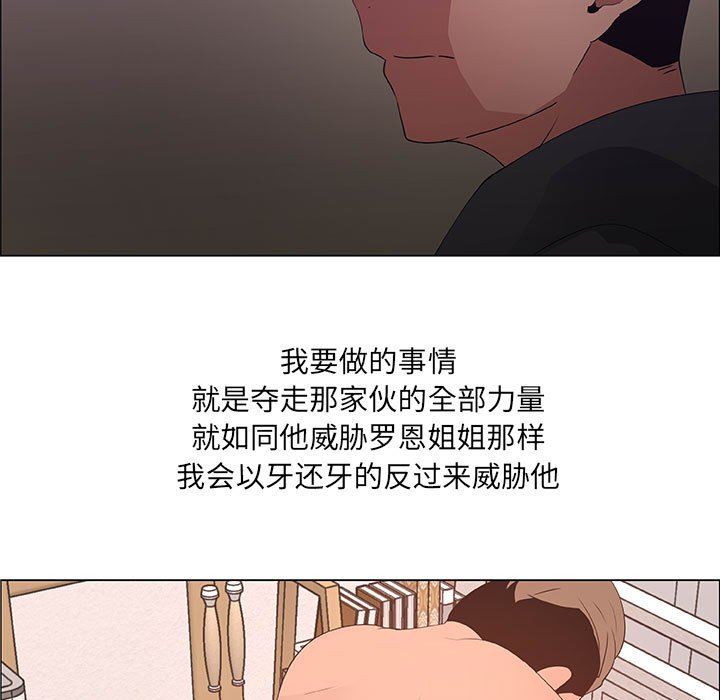 我要做的事情
就是夺走那家伙的全部力量
就如同他威胁罗恩姐姐那样
我会以牙还牙的反过来威胁他